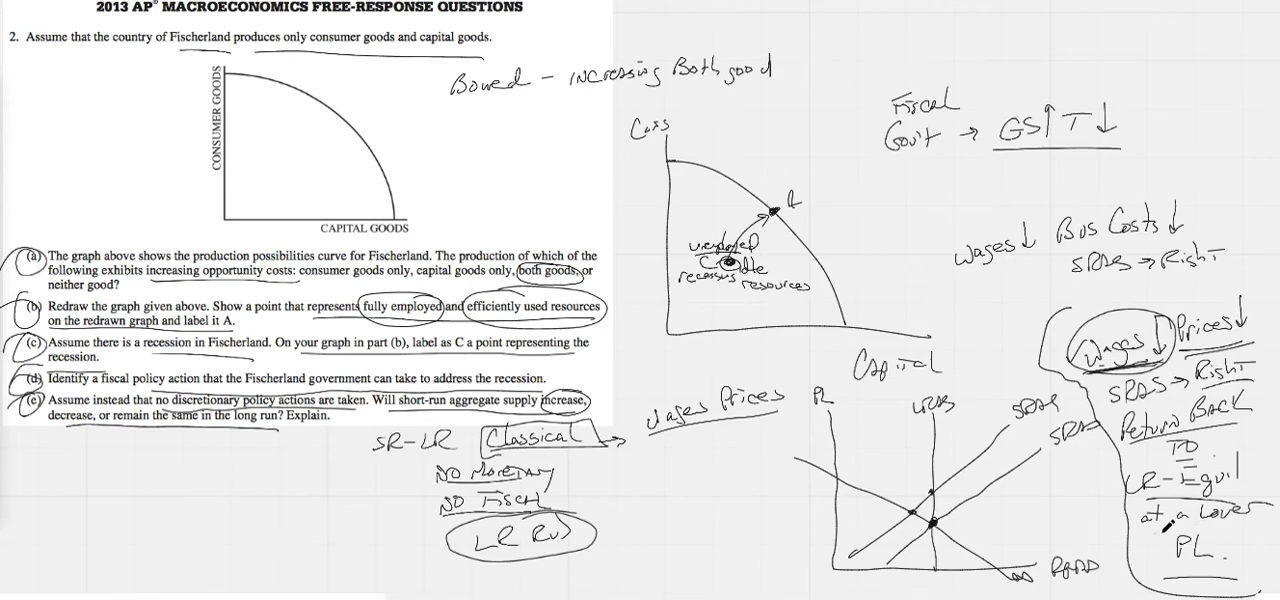 2013 AP® MACROECONOMICS FREE-RESPONSE QUESTIONS
2. Assume that the country of Fischerland produces only consumer goods and capital goods.
CONSUMER GOODS
CAPITAL GOODS
(a) The graph above shows the production possibilities curve for Fischerland. The production of which of the
following exhibits increasing opportunity costs: consumer goods only, capital goods only, both goods, or
neither good?
(b) Redraw the graph given above. Show a point that represents fully employed and efficiently used resources
on the redrawn graph and label it A.
(c) Assume there is a recession in Fischerland. On your graph in part (b), label as C a point representing the
recession.
(d) Identify a fiscal policy action that the Fischerland government can take to address the recession.
(e) Assume instead that no discretionary policy actions are taken. Will short-run aggregate supply increase,
decrease, or remain the same in the long run? Explain.
Bowed - Increasing Both good
Cons
A
unemployed
C Idle
resources
Capital
Fiscal
Gov't → GS↑ T↓
Wages↓ Bus Costs↓
SRAS → Right
SR-LR Classical →
NO Monetary
NO Fiscal
LR
Wages Prices
PL
LRAS
SRAS
SRAS
Wages↓ Prices↓
SRAS → Right
Return Back
To
LR-Equil
at a Lower
PL